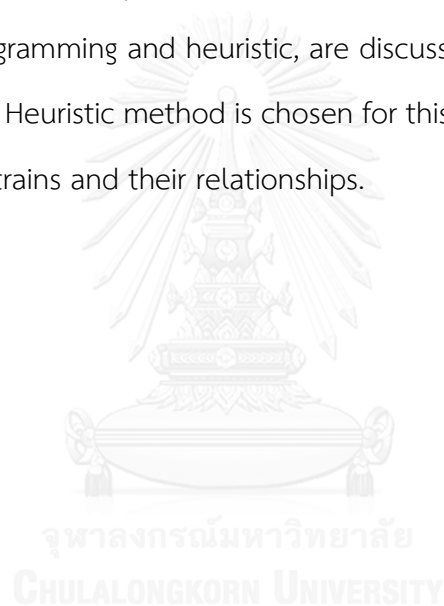 gramming and heuristic, are discuss
Heuristic method is chosen for this
trains and their relationships.
จุฬาลงกรณ์มหาวิทยาลัย
CHULALONGKORN UNIVERSITY